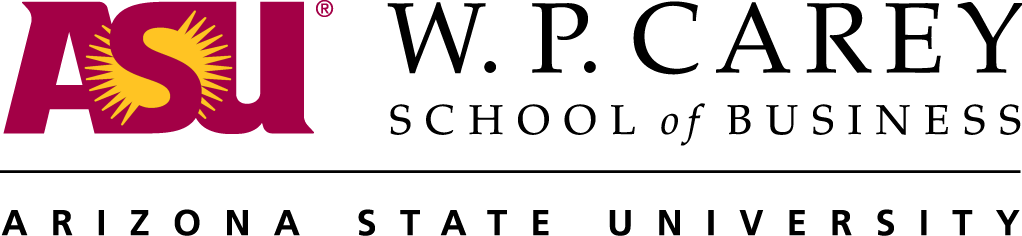 ASU®
W. P. CAREY
SCHOOL of BUSINESS
ARIZONA STATE UNIVERSITY